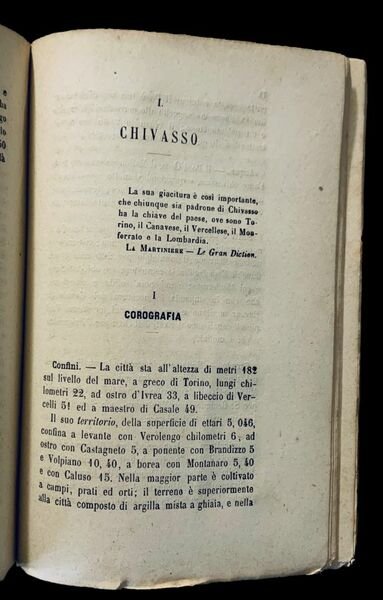 e
ha
go
lo
50
là
I.
CHIVASSO
La sua giacitura è così importante,
che chiunque sia padrone di Chivasso
ha la chiave del paese, ove sono To-
rino, il Canavese, il Vercellese, il Mon-
ferrato e la Lombardia.
LA MARTINIERE — Le Gran Diction.
I
COROGRAFIA
Confini. — La città sta all'altezza di metri 182
sul livello del mare, a greco di Torino, lungi chi-
lometri 22, ad ostro d'Ivrea 33, a libeccio di Ver-
celli 51 ed a maestro di Casale 49.
Il suo territorio, della superficie di ettari 5, 046,
confina a levante con Verolengo chilometri 6; ad
ostro con Castagneto 5, a ponente con Brandizzo 5
e Volpiano 10, 40, a borea con Montanaro 5, 40
e con Caluso 15. Nella maggior parte è coltivato
a campi, prati ed orti; il terreno è superiormente
alla città composto di argilla mista a ghiaia, e nella